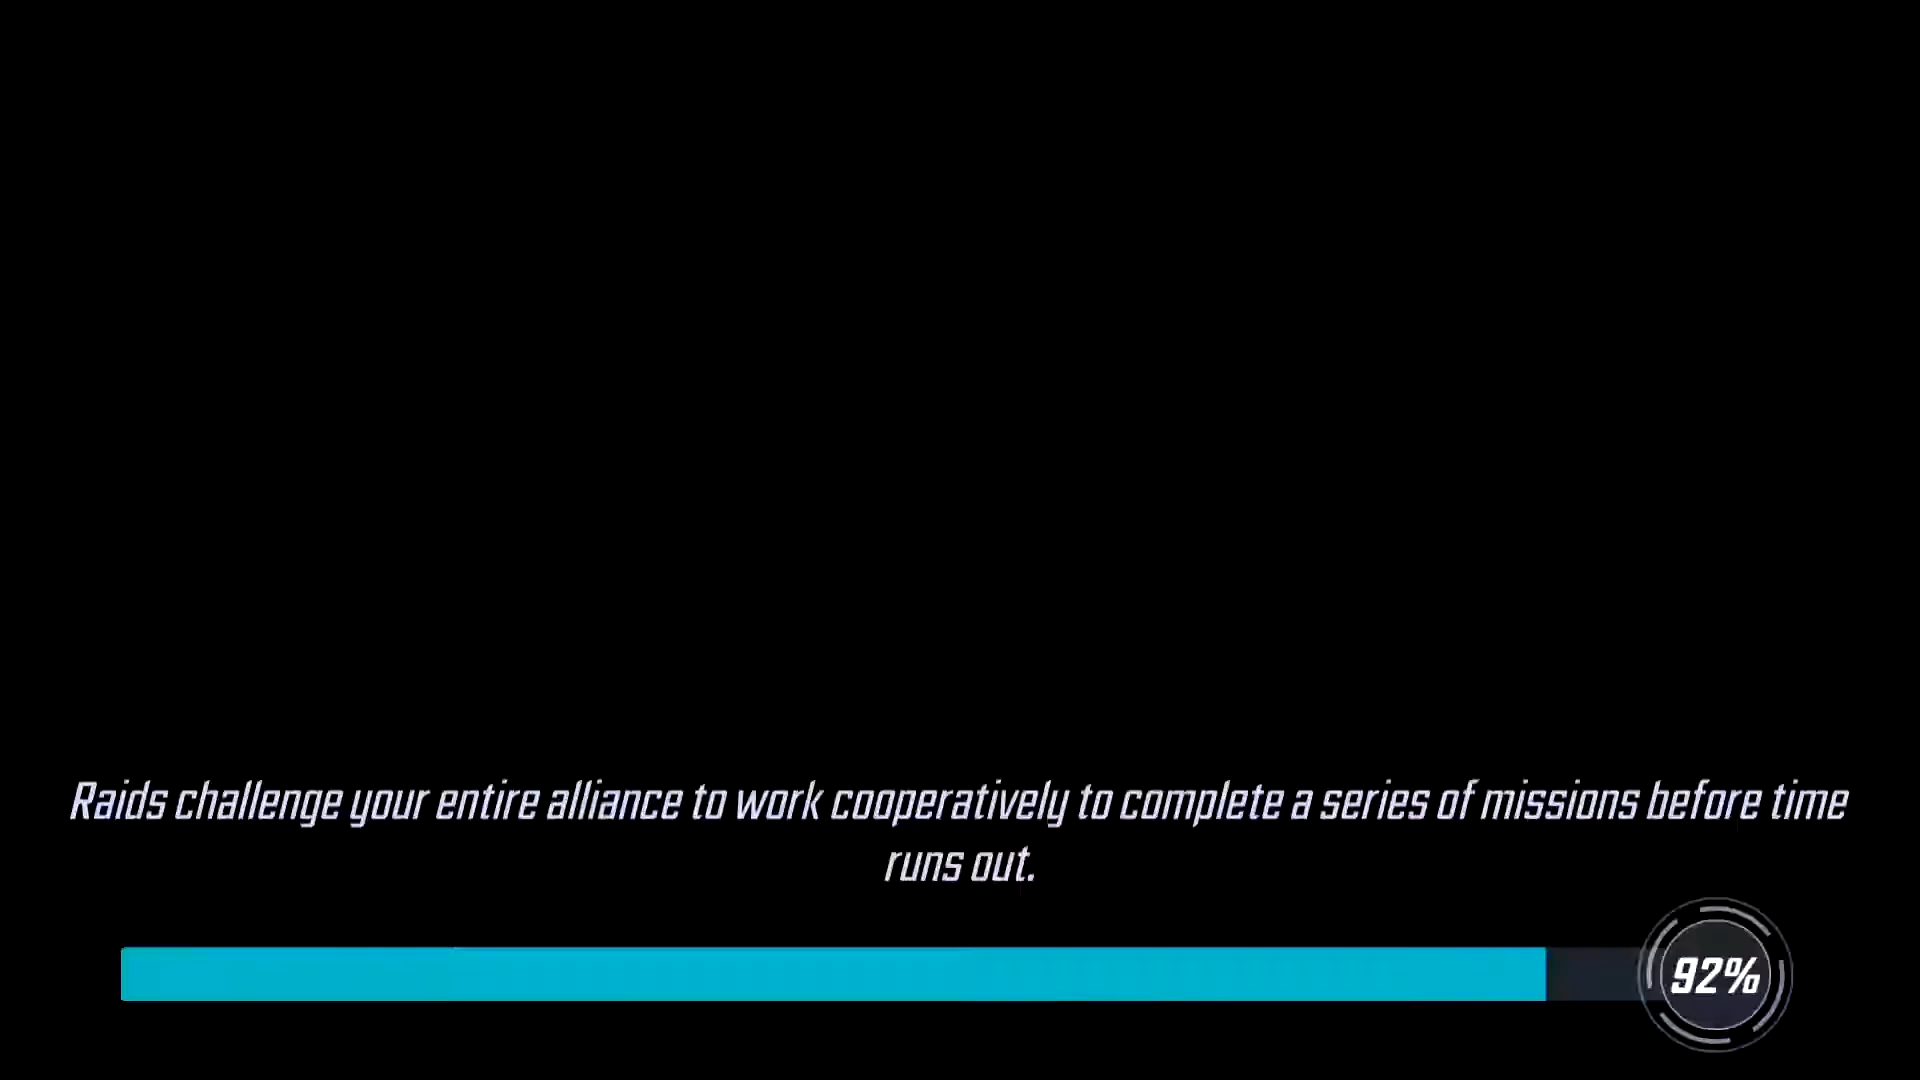 Raids challenge your entire alliance to work cooperatively to complete a series of missions before time
runs out.
92%